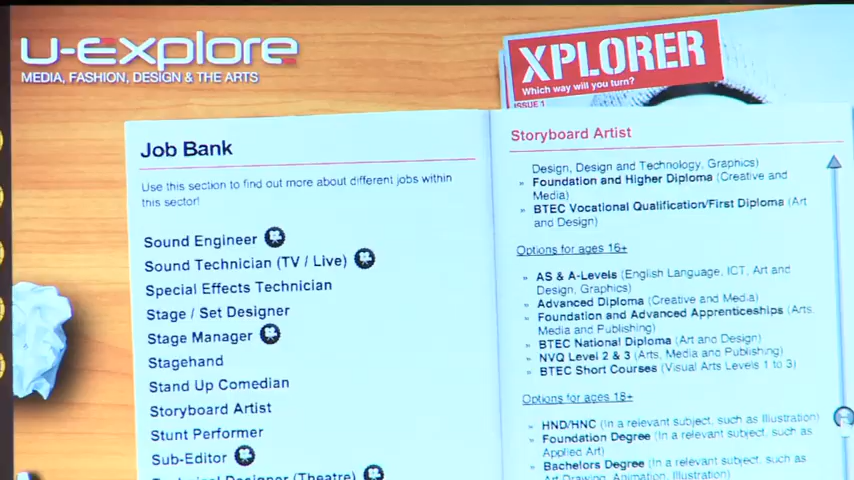 u-explore
MEDIA, FASHION, DESIGN & THE ARTS
XPLORER
Which way will you turn?
ISSUE 1
Job Bank
Use this section to find out more about different jobs within
this sector!
Sound Engineer
Sound Technician (TV / Live)
Special Effects Technician
Stage / Set Designer
Stage Manager
Stagehand
Stand Up Comedian
Storyboard Artist
Stunt Performer
Sub-Editor
Technical Designer (Theatre)
Storyboard Artist
Design, Design and Technology, Graphics)
» Foundation and Higher Diploma (Creative and
Media)
» BTEC Vocational Qualification/First Diploma (Art
and Design)
Options for ages 16+
» AS & A-Levels (English Language, ICT, Art and
Design, Graphics)
» Advanced Diploma (Creative and Media)
» Foundation and Advanced Apprenticeships (Arts,
Media and Publishing)
» BTEC National Diploma (Art and Design)
» NVQ Level 2 & 3 (Arts, Media and Publishing)
» BTEC Short Courses (Visual Arts Levels 1 to 3)
Options for ages 18+
» HND/HNC (In a relevant subject, such as Illustration)
» Foundation Degree (In a relevant subject, such as
Applied Art)
» Bachelors Degree (In a relevant subject, such as
Art Drawing, Animation, Illustration)